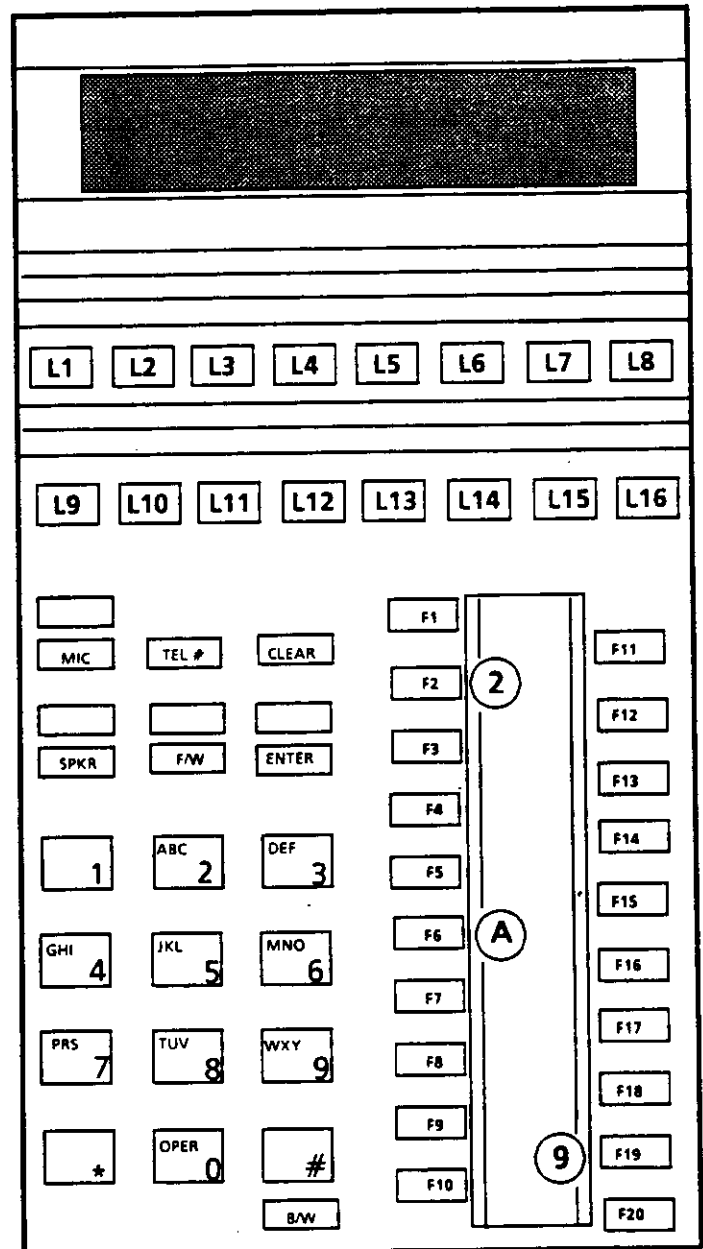 L1 L2 L3 L4 L5 L6 L7 L8
L9 L10 L11 L12 L13 L14 L15 L16
F1
MIC TEL # CLEAR F11
F2 2
F12
SPKR F/W ENTER F3
F13
F4
F14
1 ABC 2 DEF 3 F5
F15
F6 A
GHI 4 JKL 5 MNO 6 F16
F7
F17
PRS 7 TUV 8 WXY 9 F8
F18
F9
* OPER 0 # 9 F19
F10
B/W F20